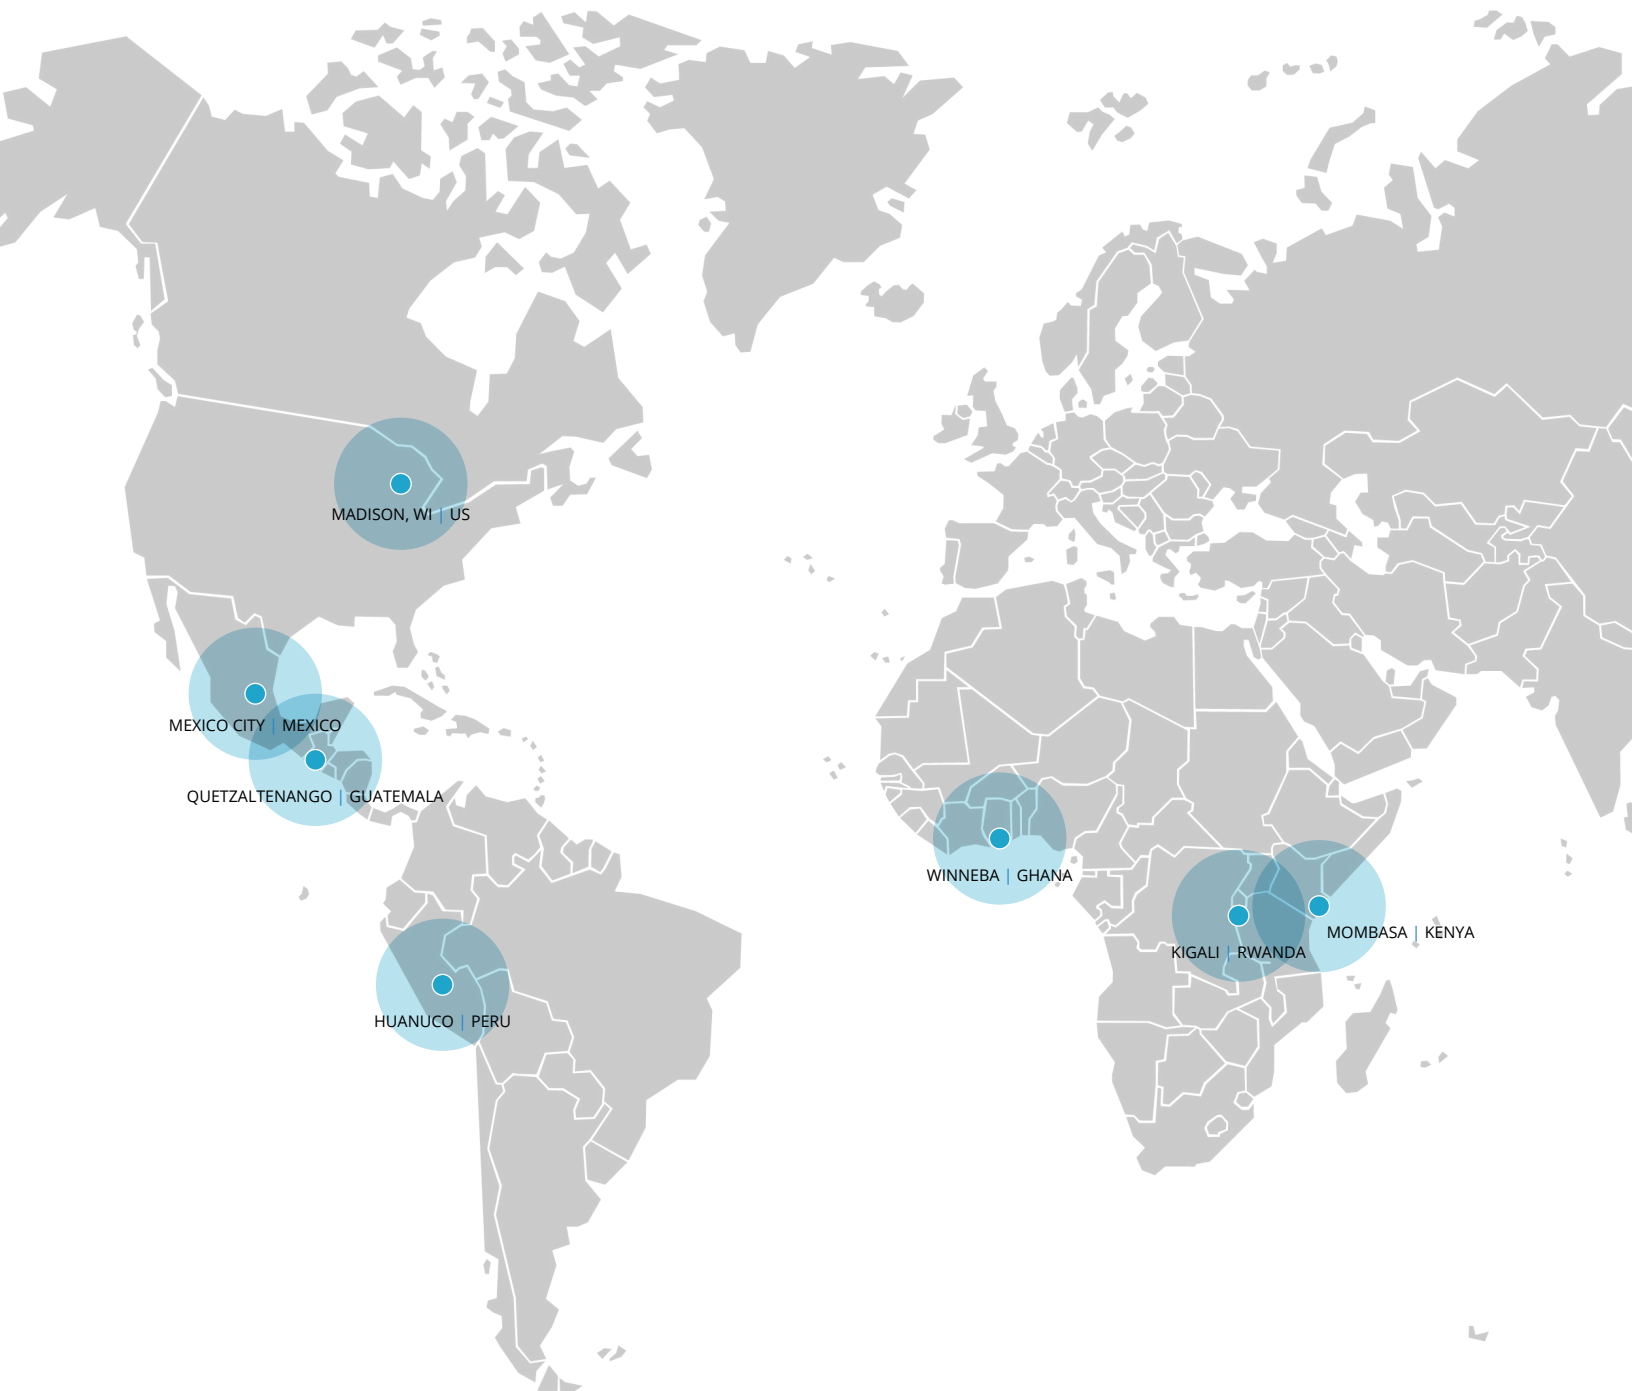 MADISON, WI | US
MEXICO CITY | MEXICO
QUETZALTENANGO | GUATEMALA
WINNEBA | GHANA
MOMBASA | KENYA
KIGALI | RWANDA
HUANUCO | PERU